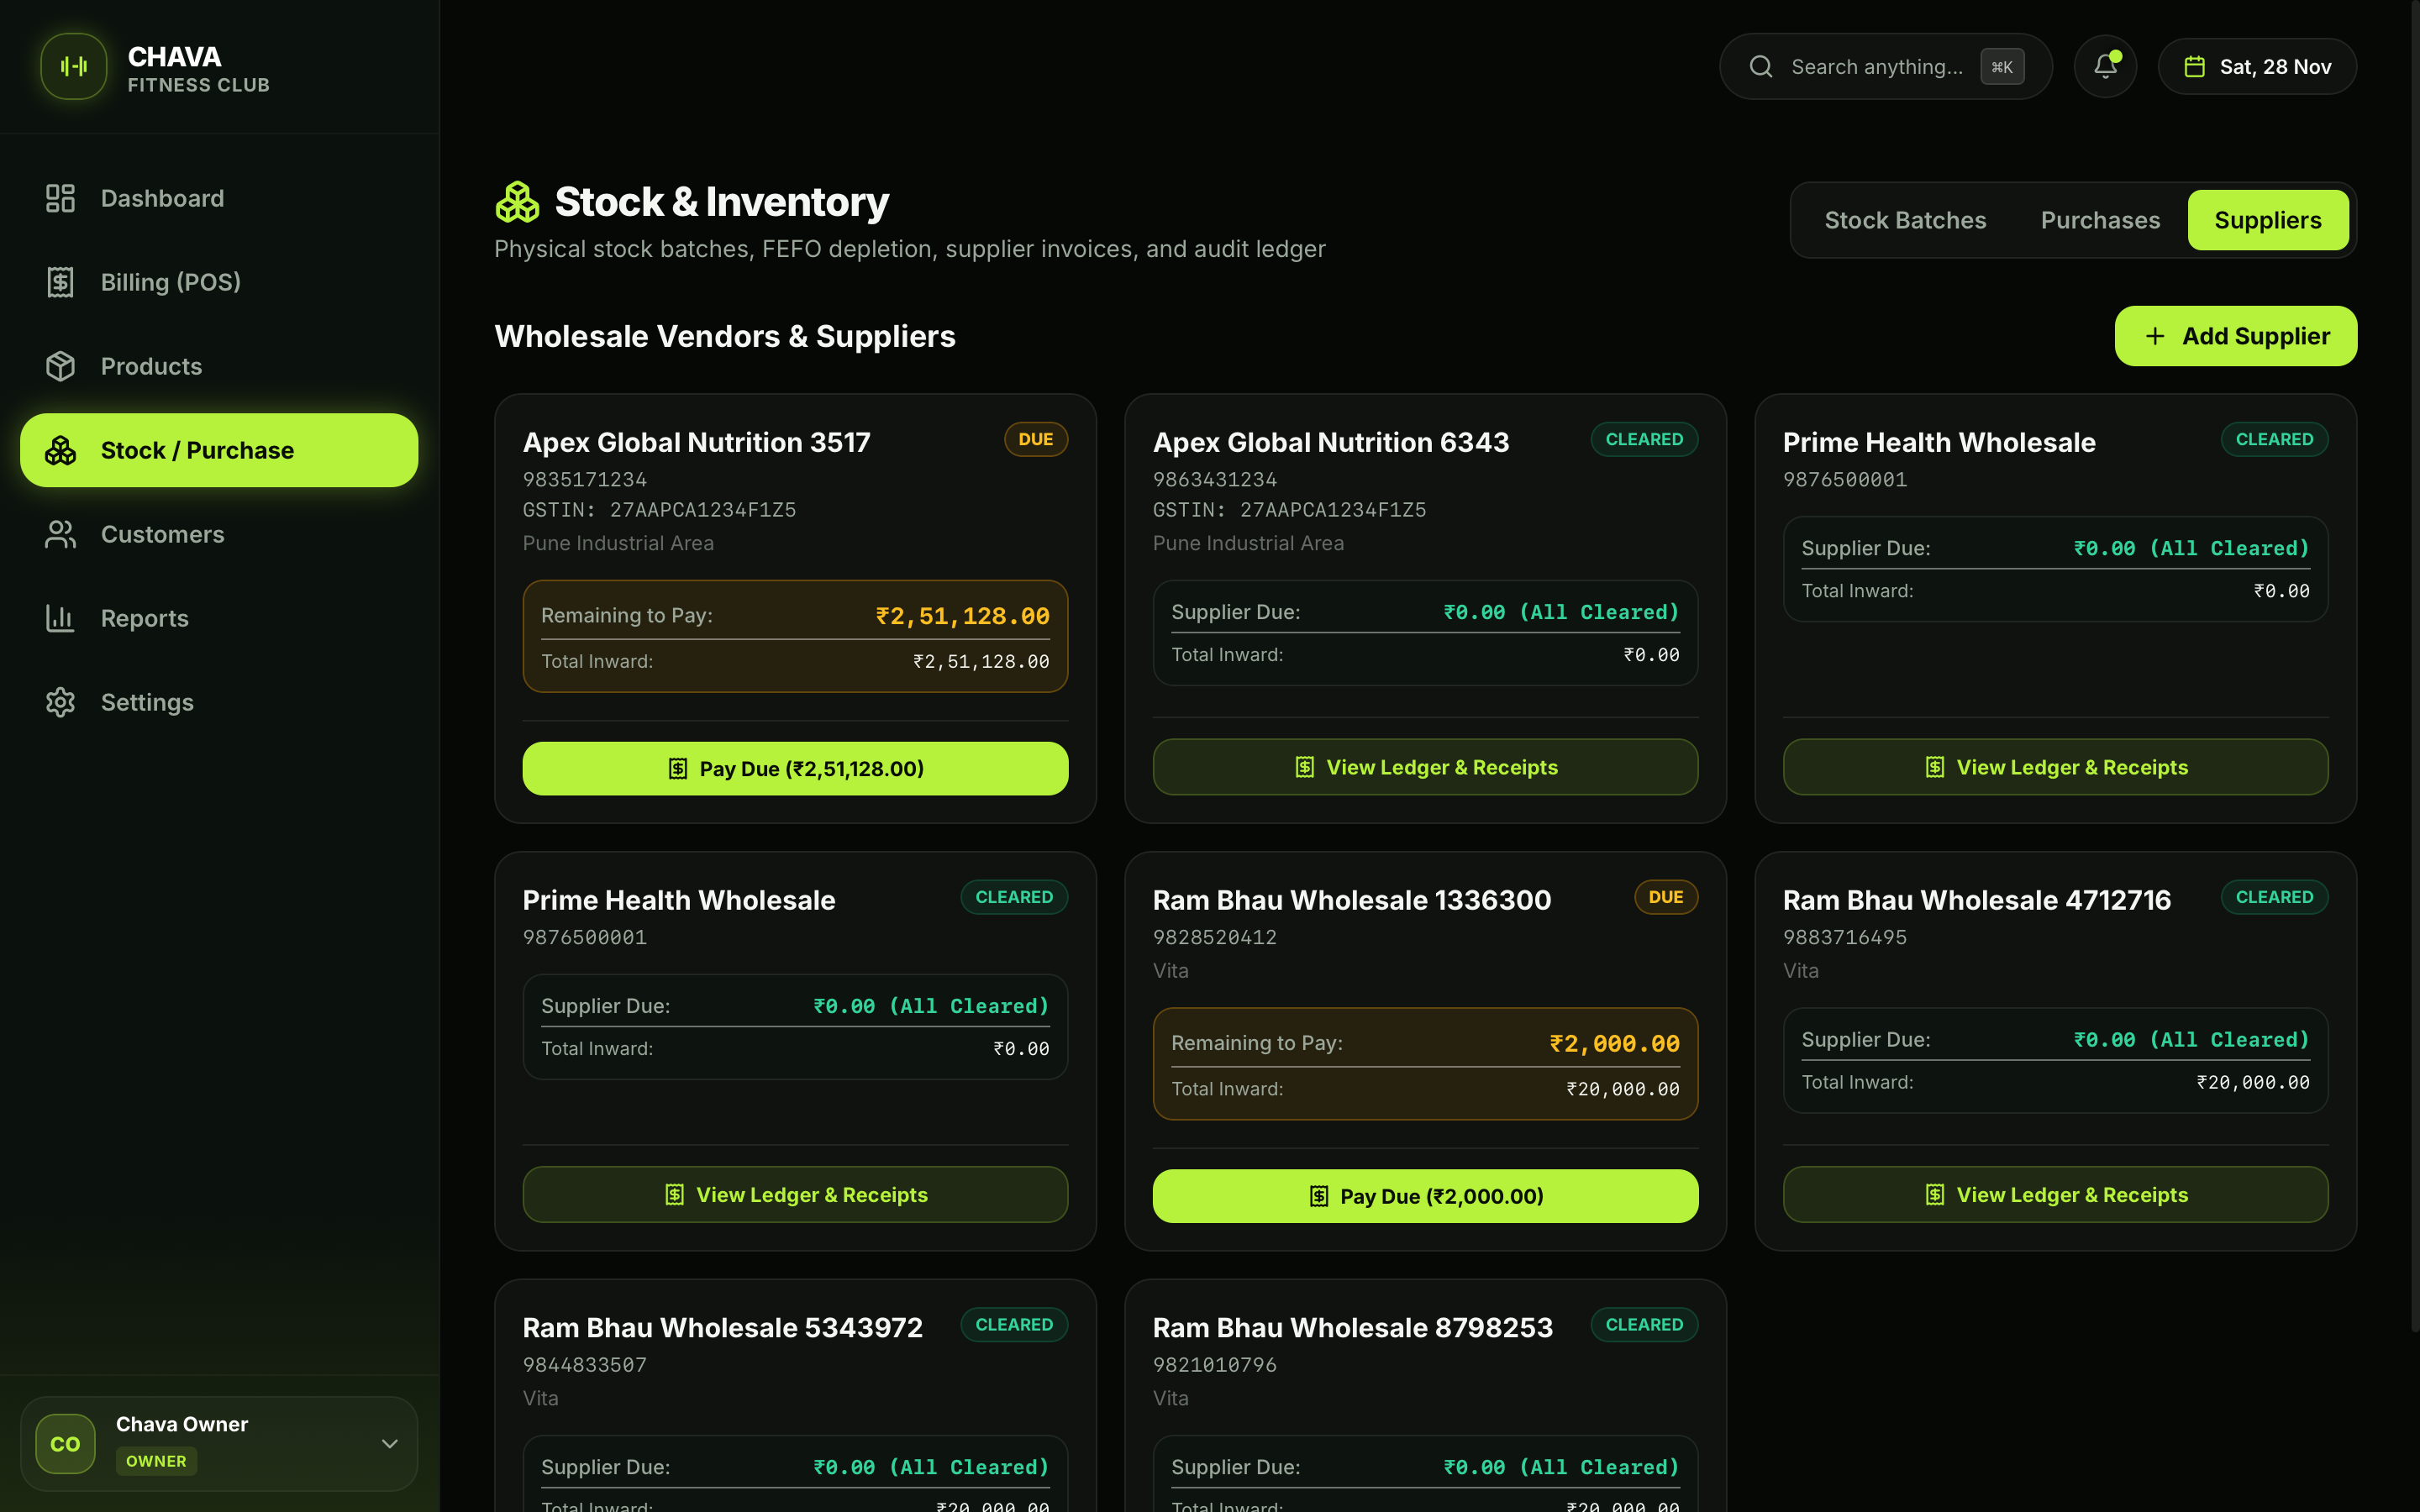 CHAVA
FITNESS CLUB
Dashboard
Billing (POS)
Products
Stock / Purchase
Customers
Reports
Settings
CO
Chava Owner
OWNER
Search anything...
⌘K
Sat, 28 Nov
Stock & Inventory
Physical stock batches, FEFO depletion, supplier invoices, and audit ledger
Stock Batches
Purchases
Suppliers
Wholesale Vendors & Suppliers
Add Supplier
Apex Global Nutrition 3517
DUE
9835171234
GSTIN: 27AAPCA1234F1Z5
Pune Industrial Area
Remaining to Pay: ₹2,51,128.00
Total Inward: ₹2,51,128.00
Pay Due (₹2,51,128.00)
Apex Global Nutrition 6343
CLEARED
9863431234
GSTIN: 27AAPCA1234F1Z5
Pune Industrial Area
Supplier Due: ₹0.00 (All Cleared)
Total Inward: ₹0.00
View Ledger & Receipts
Prime Health Wholesale
CLEARED
9876500001
Supplier Due: ₹0.00 (All Cleared)
Total Inward: ₹0.00
View Ledger & Receipts
Prime Health Wholesale
CLEARED
9876500001
Supplier Due: ₹0.00 (All Cleared)
Total Inward: ₹0.00
View Ledger & Receipts
Ram Bhau Wholesale 1336300
DUE
9828520412
Vita
Remaining to Pay: ₹2,000.00
Total Inward: ₹20,000.00
Pay Due (₹2,000.00)
Ram Bhau Wholesale 4712716
CLEARED
9883716495
Vita
Supplier Due: ₹0.00 (All Cleared)
Total Inward: ₹20,000.00
View Ledger & Receipts
Ram Bhau Wholesale 5343972
CLEARED
9844833507
Vita
Supplier Due: ₹0.00 (All Cleared)
Total Inward: ₹20,000.00
Ram Bhau Wholesale 8798253
CLEARED
9821010796
Vita
Supplier Due: ₹0.00 (All Cleared)
Total Inward: ₹20,000.00